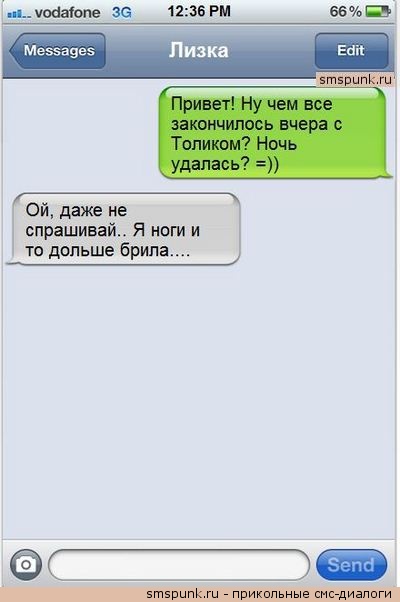 vodafone 3G 12:36 PM 66%
Messages Лизка Edit
smspunk.ru
Привет! Ну чем все
закончилось вчера с
Толиком? Ночь
удалась? =))
Ой, даже не
спрашивай.. Я ноги и
то дольше брила....
Send
smspunk.ru - прикольные смс-диалоги